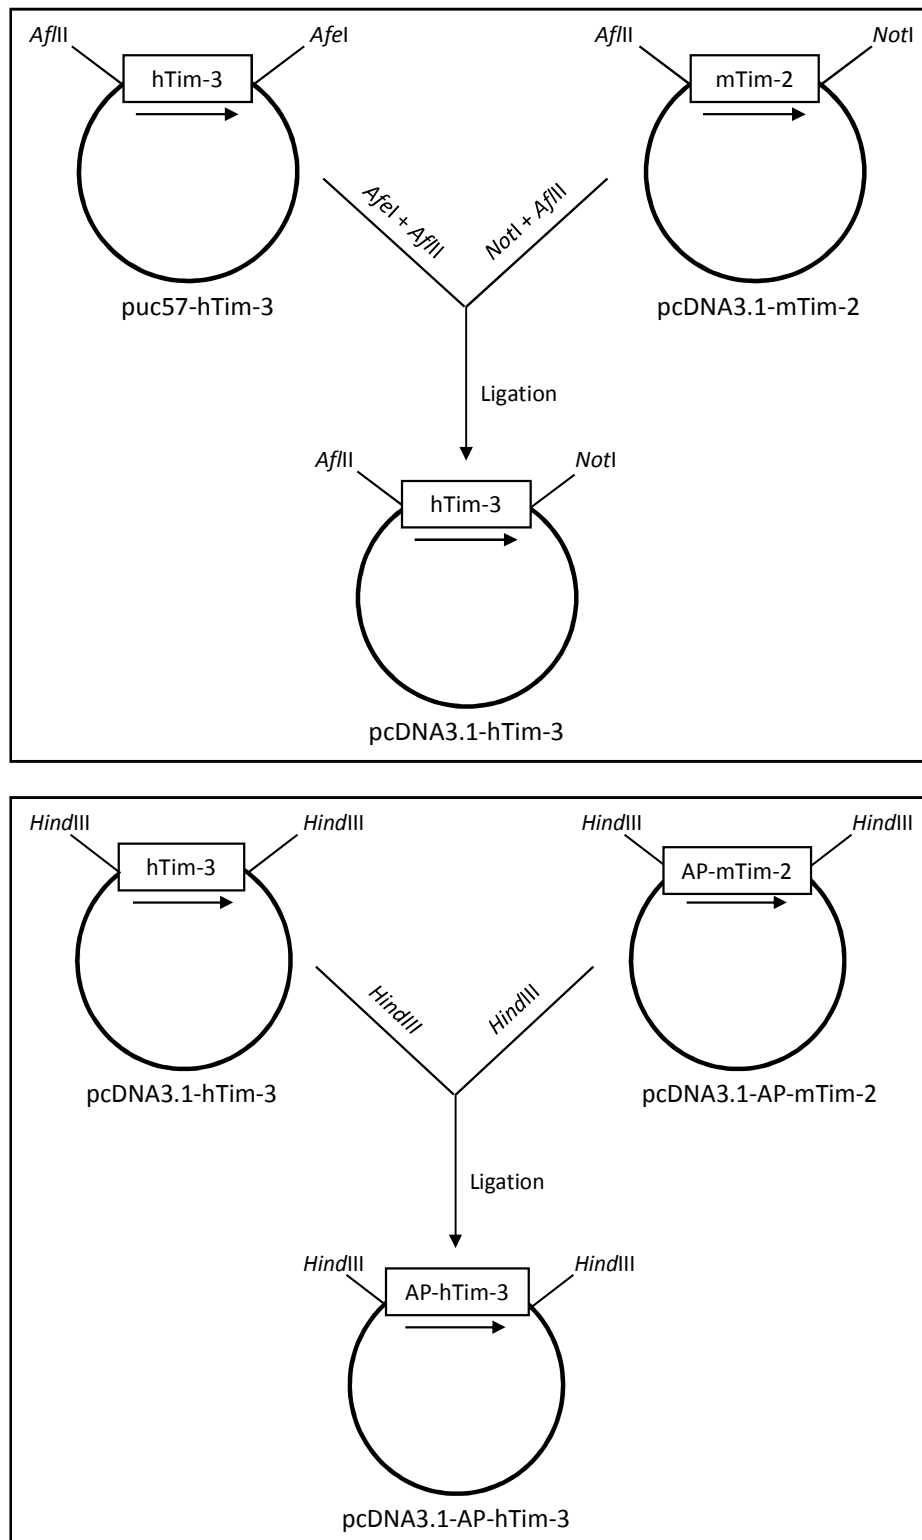 AflII AfeI AflII NotI
hTim-3 mTim-2
AfeI + AflII NotI + AflII
puc57-hTim-3 pcDNA3.1-mTim-2
Ligation
AflII NotI
hTim-3
pcDNA3.1-hTim-3
HindIII HindIII HindIII HindIII
hTim-3 AP-mTim-2
HindIII HindIII
pcDNA3.1-hTim-3 pcDNA3.1-AP-mTim-2
Ligation
HindIII HindIII
AP-hTim-3
pcDNA3.1-AP-hTim-3